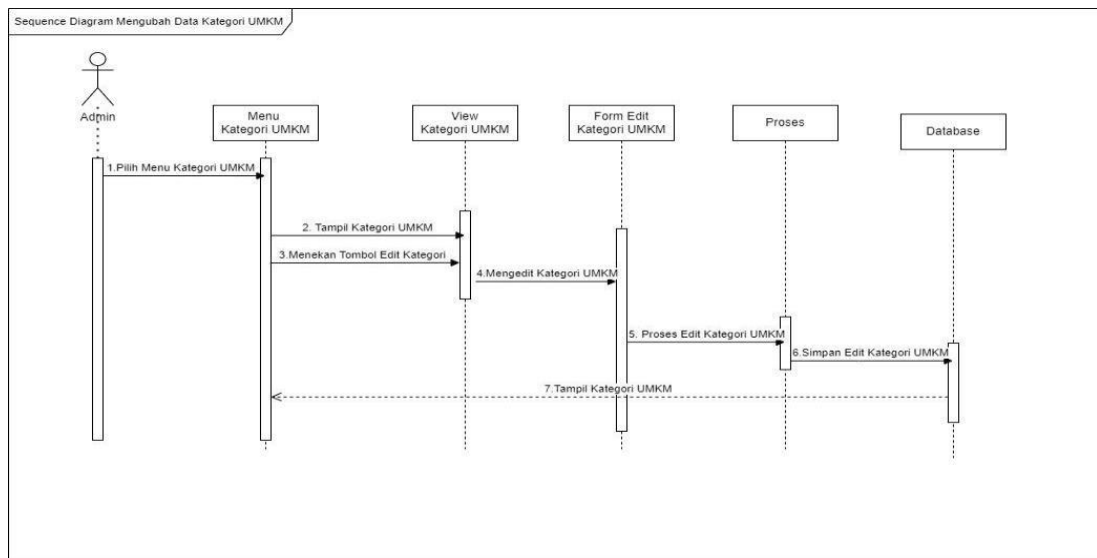 Sequence Diagram Mengubah Data Kategori UMKM
Admin
Menu
Kategori UMKM
View
Kategori UMKM
Form Edit
Kategori UMKM
Proses
Database
1.Pilih Menu Kategori UMKM
2. Tampil Kategori UMKM
3.Menekan Tombol Edit Kategori
4.Mengedit Kategori UMKM
5. Proses Edit Kategori UMKM
6.Simpan Edit Kategori UMKM
7.Tampil Kategori UMKM